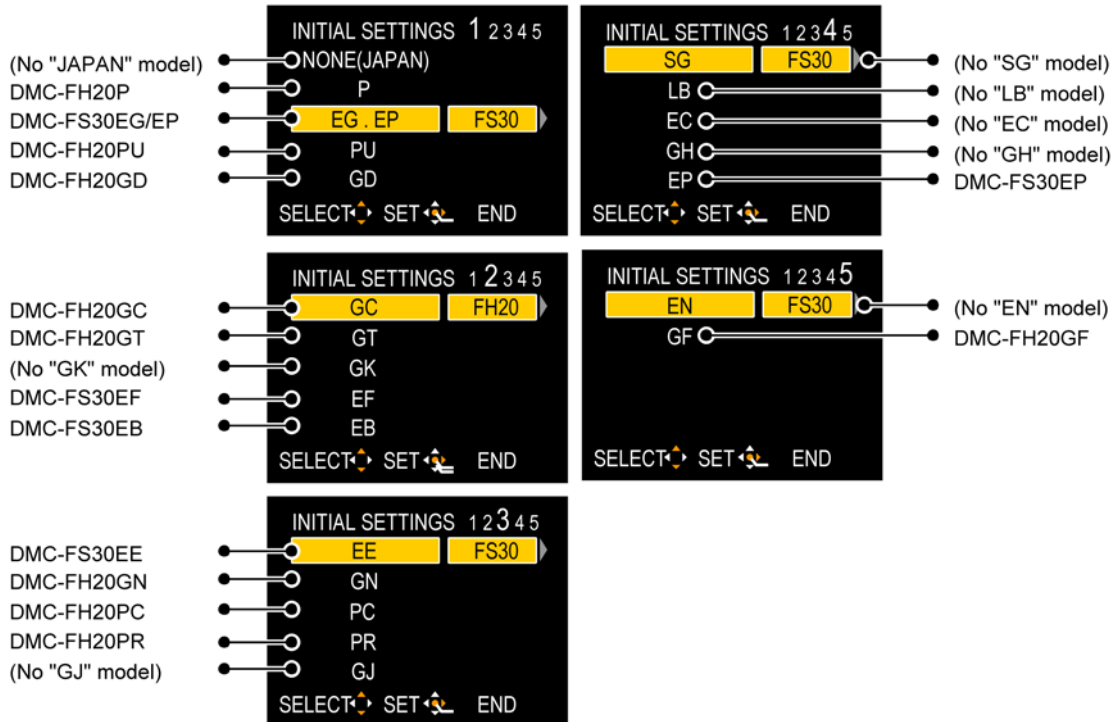 INITIAL SETTINGS 1 2 3 4 5
(No "JAPAN" model) NONE(JAPAN)
DMC-FH20P P
DMC-FS30EG/EP EG . EP FS30
DMC-FH20PU PU
DMC-FH20GD GD
SELECT SET END
INITIAL SETTINGS 1 2 3 4 5
SG FS30 (No "SG" model)
LB (No "LB" model)
EC (No "EC" model)
GH (No "GH" model)
EP DMC-FS30EP
SELECT SET END
INITIAL SETTINGS 1 2 3 4 5
DMC-FH20GC GC FH20
DMC-FH20GT GT
(No "GK" model) GK
DMC-FS30EF EF
DMC-FS30EB EB
SELECT SET END
INITIAL SETTINGS 1 2 3 4 5
EN FS30 (No "EN" model)
GF DMC-FH20GF
SELECT SET END
INITIAL SETTINGS 1 2 3 4 5
DMC-FS30EE EE FS30
DMC-FH20GN GN
DMC-FH20PC PC
DMC-FH20PR PR
(No "GJ" model) GJ
SELECT SET END